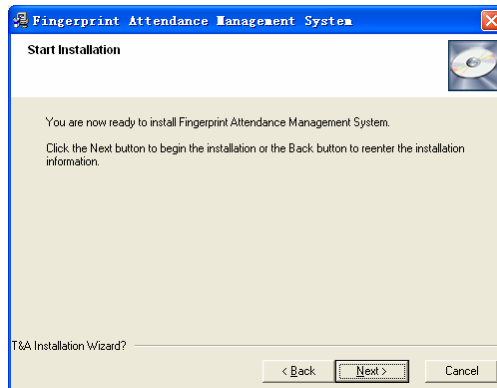 Fingerprint Attendance Management System
Start Installation
You are now ready to install Fingerprint Attendance Management System.
Click the Next button to begin the installation or the Back button to reenter the installation
information.
T&A Installation Wizard?
< Back
Next >
Cancel